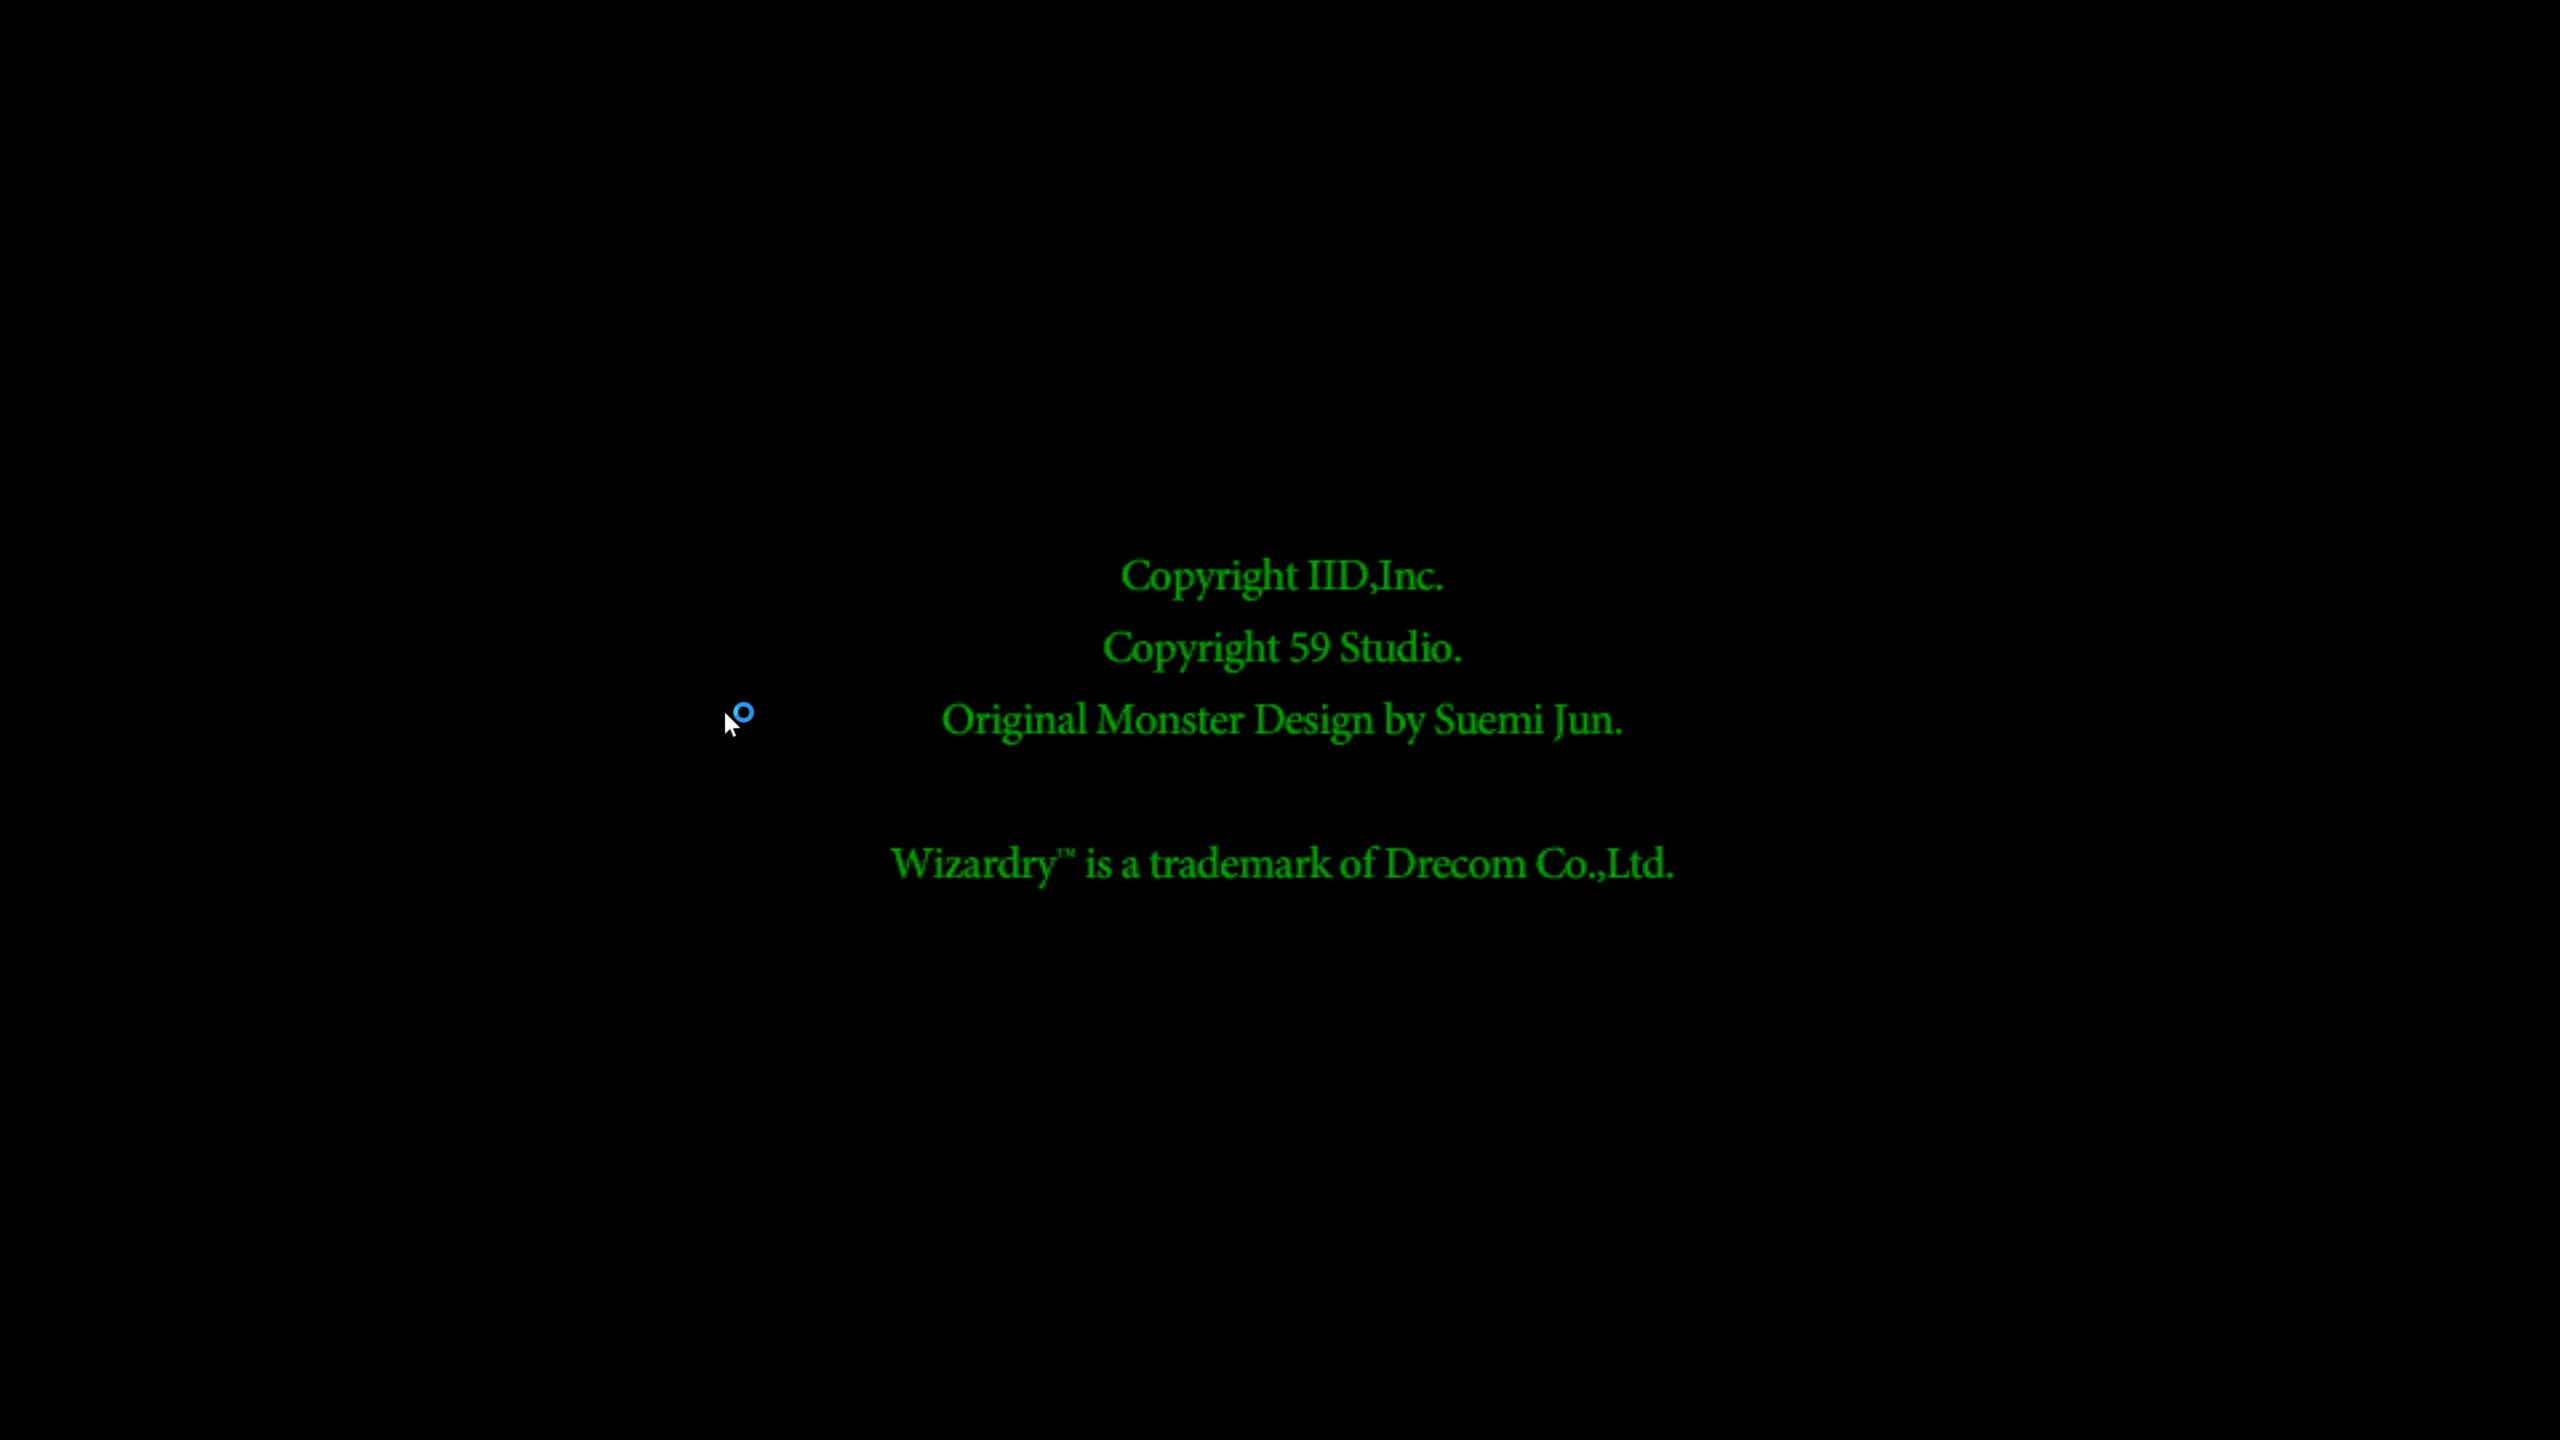 Copyright IID,Inc.
Copyright 59 Studio.
Original Monster Design by Suemi Jun.
Wizardry™ is a trademark of Drecom Co.,Ltd.